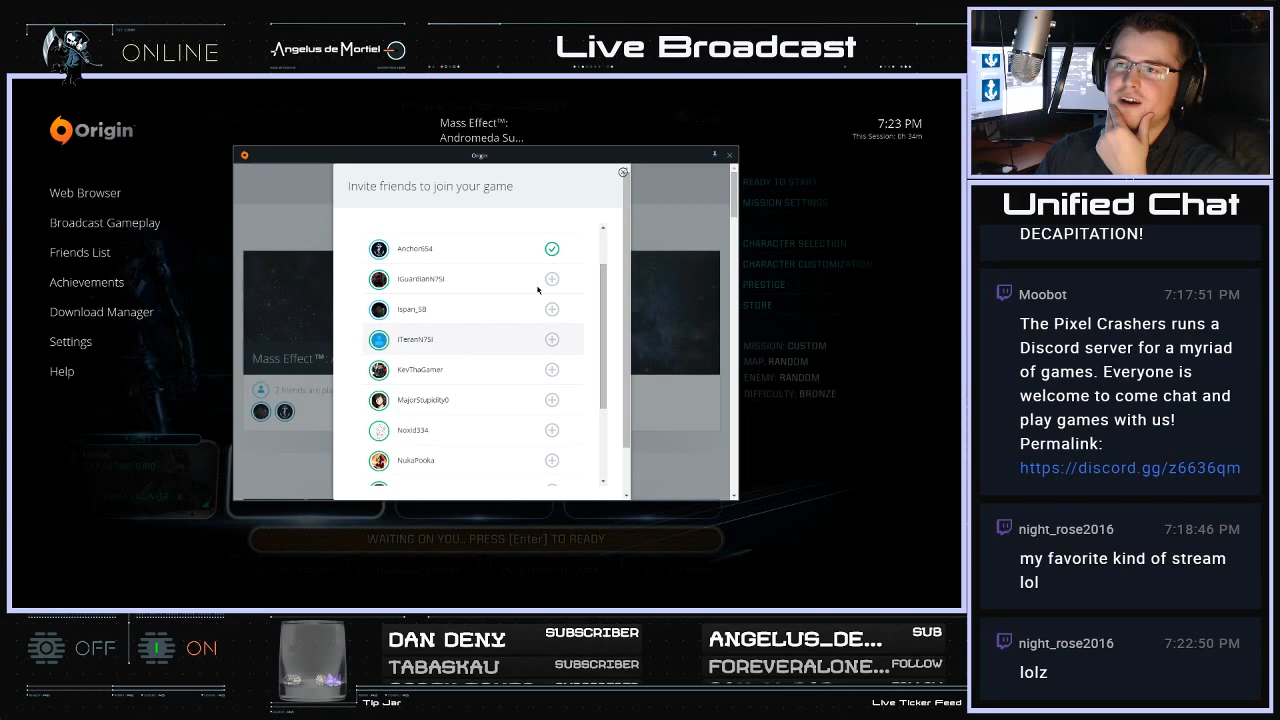 ONLINE
Angelus de Mortiel
Live Broadcast
Origin
Mass Effect™:
Andromeda Su...
7:23 PM
This Session: 0h 34m
Web Browser
Broadcast Gameplay
Friends List
Achievements
Download Manager
Settings
Help
Origin
Invite friends to join your game
Anchor654
IGuardianN7SI
Ispan_SB
ITeranN7SI
KevThaGamer
MajorStupidity0
Noxid334
NukaPooka
Mass Effect™:
7 friends are pla
READY TO START
MISSION SETTINGS
CHARACTER SELECTION
CHARACTER CUSTOMIZATION
PRESTIGE
STORE
MISSION: CUSTOM
MAP: RANDOM
ENEMY: RANDOM
DIFFICULTY: BRONZE
WAITING ON YOU... PRESS [Enter] TO READY
Unified Chat
DECAPITATION!
Moobot
7:17:51 PM
The Pixel Crashers runs a
Discord server for a myriad
of games. Everyone is
welcome to come chat and
play games with us!
Permalink:
https://discord.gg/z6636qm
night_rose2016
7:18:46 PM
my favorite kind of stream
lol
night_rose2016
7:22:50 PM
lolz
OFF
ON
Tip Jar
DAN DENY
SUBSCRIBER
TABASKAU
SUBSCRIBER
ANGELUS_DE...
SUB
FOREVERALONE...
FOLLOW
Live Ticker Feed